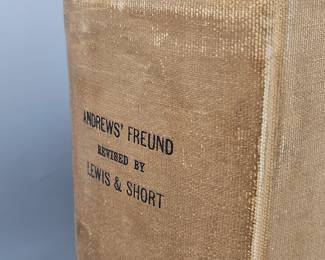 ANDREWS' FREUND
REVISED BY
LEWIS & SHORT